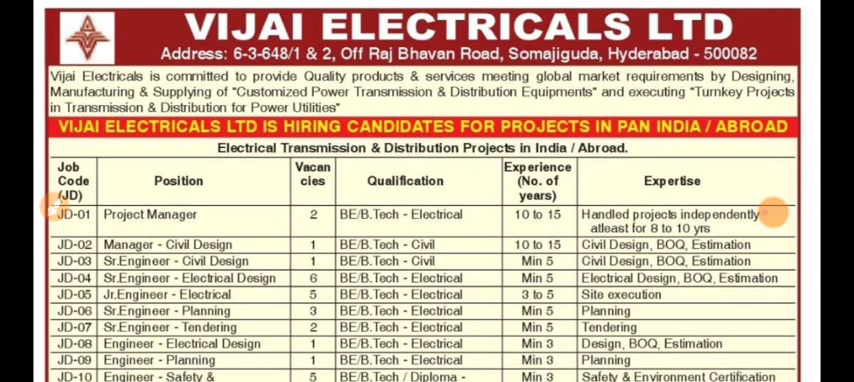 VIJAI ELECTRICALS LTD
Address: 6-3-648/1 & 2, Off Raj Bhavan Road, Somajiguda, Hyderabad - 500082
Vijai Electricals is committed to provide Quality products & services meeting global market requirements by Designing,
Manufacturing & Supplying of "Customized Power Transmission & Distribution Equipments" and executing "Turnkey Projects
in Transmission & Distribution for Power Utilities"
VIJAI ELECTRICALS LTD IS HIRING CANDIDATES FOR PROJECTS IN PAN INDIA / ABROAD
Electrical Transmission & Distribution Projects in India / Abroad.
Job Code (JD) Position Vacan cies Qualification Experience (No. of years) Expertise
JD-01 Project Manager 2 BE/B.Tech - Electrical 10 to 15 Handled projects independently
atleast for 8 to 10 yrs
JD-02 Manager - Civil Design 1 BE/B.Tech - Civil 10 to 15 Civil Design, BOQ, Estimation
JD-03 Sr.Engineer - Civil Design 1 BE/B.Tech - Civil Min 5 Civil Design, BOQ, Estimation
JD-04 Sr.Engineer - Electrical Design 6 BE/B.Tech - Electrical Min 5 Electrical Design, BOQ, Estimation
JD-05 Jr.Engineer - Electrical 5 BE/B.Tech - Electrical 3 to 5 Site execution
JD-06 Sr.Engineer - Planning 3 BE/B.Tech - Electrical Min 5 Planning
JD-07 Sr.Engineer - Tendering 2 BE/B.Tech - Electrical Min 5 Tendering
JD-08 Engineer - Electrical Design 1 BE/B.Tech - Electrical Min 3 Design, BOQ, Estimation
JD-09 Engineer - Planning 1 BE/B.Tech - Electrical Min 3 Planning
JD-10 Engineer - Safety & 5 BE/B.Tech / Diploma - Min 3 Safety & Environment Certification